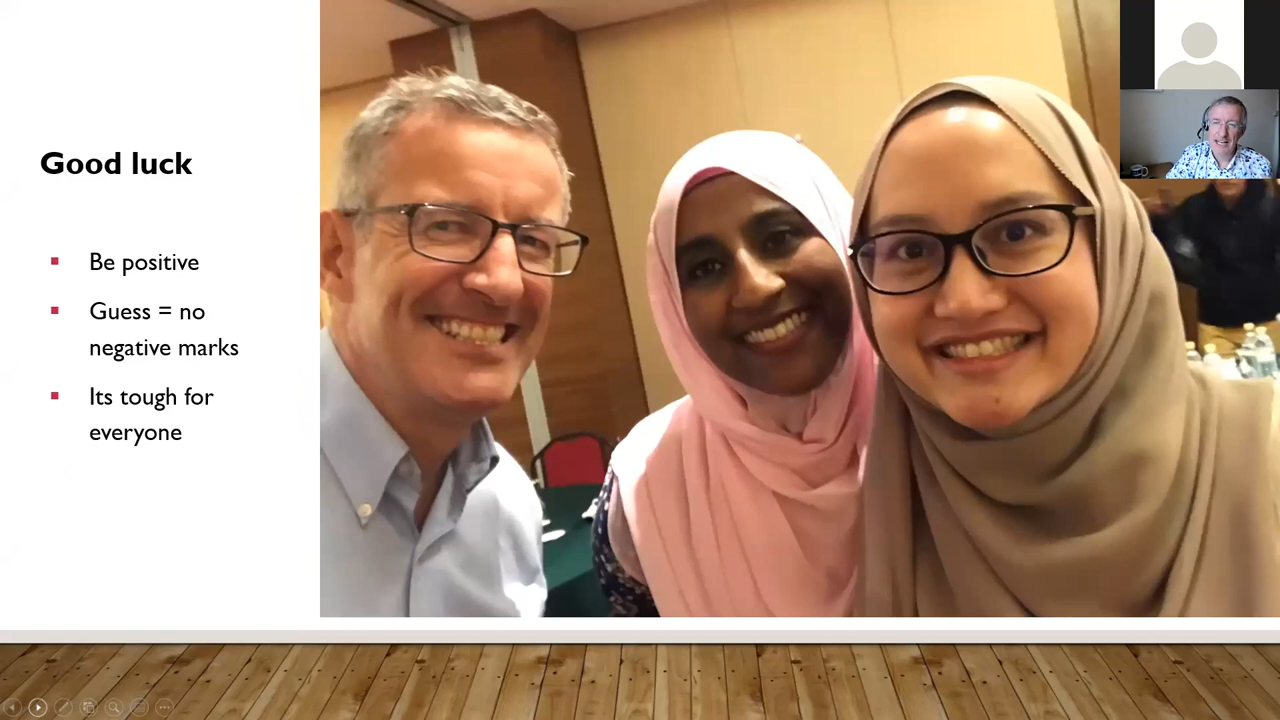 Good luck
Be positive
Guess = no
negative marks
Its tough for
everyone